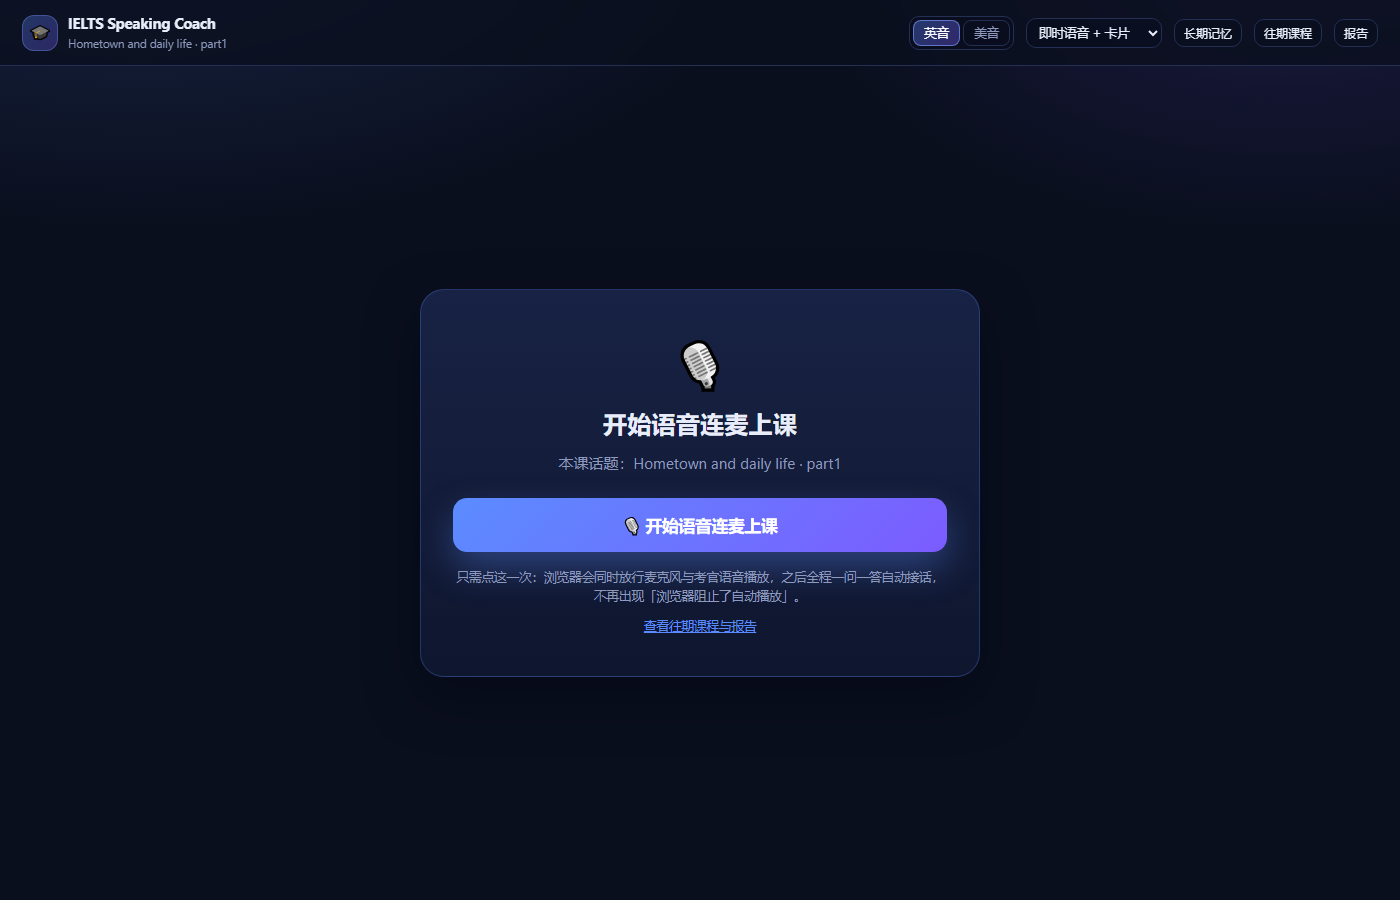 IELTS Speaking Coach
Hometown and daily life · part1
英音
美音
即时语音 + 卡片
长期记忆
往期课程
报告
开始语音连麦上课
本课话题：Hometown and daily life · part1
开始语音连麦上课
只需点这一次：浏览器会同时放行麦克风与考官语音播放，之后全程一问一答自动接话，
不再出现「浏览器阻止了自动播放」。
查看往期课程与报告